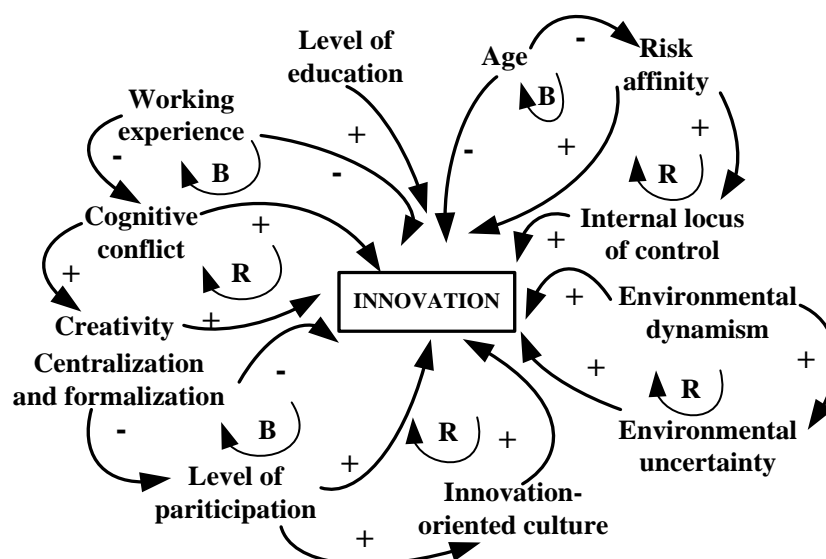 Level of
education
Age
-
Risk
affinity
Working
experience
+
B
-
+
+
-
B
-
R
Cognitive
conflict
+
Internal locus
of control
+
+
R
INNOVATION
+
Environmental
dynamism
Creativity
+
Centralization
and formalization
-
+
+
R
-
B
R
+
Environmental
uncertainty
Level of
pariticipation
+
Innovation-
oriented culture
+